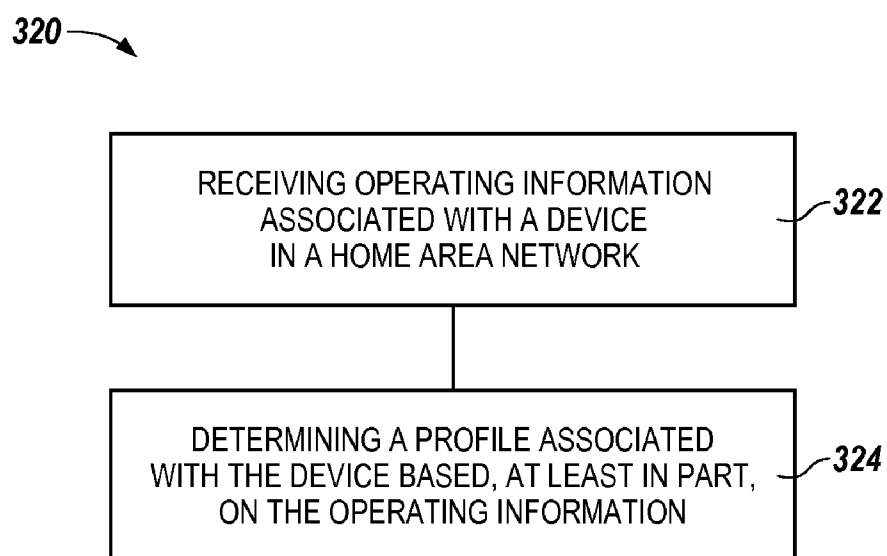 320
RECEIVING OPERATING INFORMATION
ASSOCIATED WITH A DEVICE
IN A HOME AREA NETWORK
322
DETERMINING A PROFILE ASSOCIATED
WITH THE DEVICE BASED, AT LEAST IN PART,
ON THE OPERATING INFORMATION
324